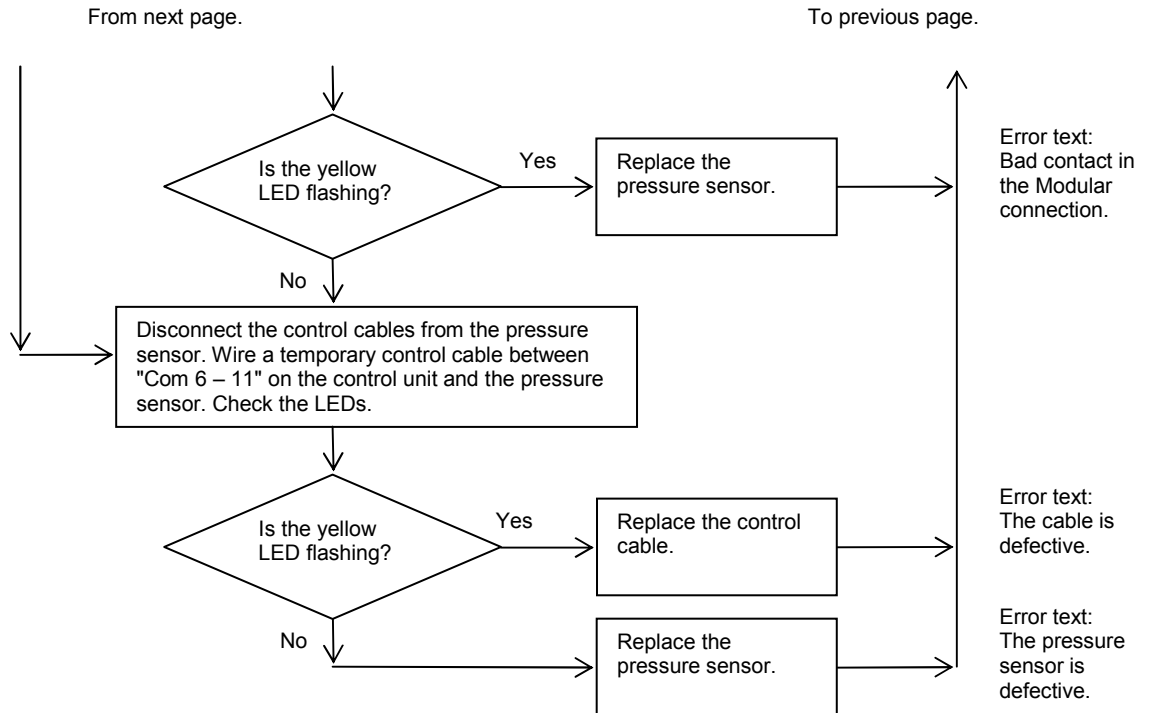 From next page.
To previous page.
Is the yellow
LED flashing?
Yes
Replace the
pressure sensor.
Error text:
Bad contact in
the Modular
connection.
No
Disconnect the control cables from the pressure
sensor. Wire a temporary control cable between
"Com 6 – 11" on the control unit and the pressure
sensor. Check the LEDs.
Is the yellow
LED flashing?
Yes
Replace the control
cable.
Error text:
The cable is
defective.
No
Replace the
pressure sensor.
Error text:
The pressure
sensor is
defective.